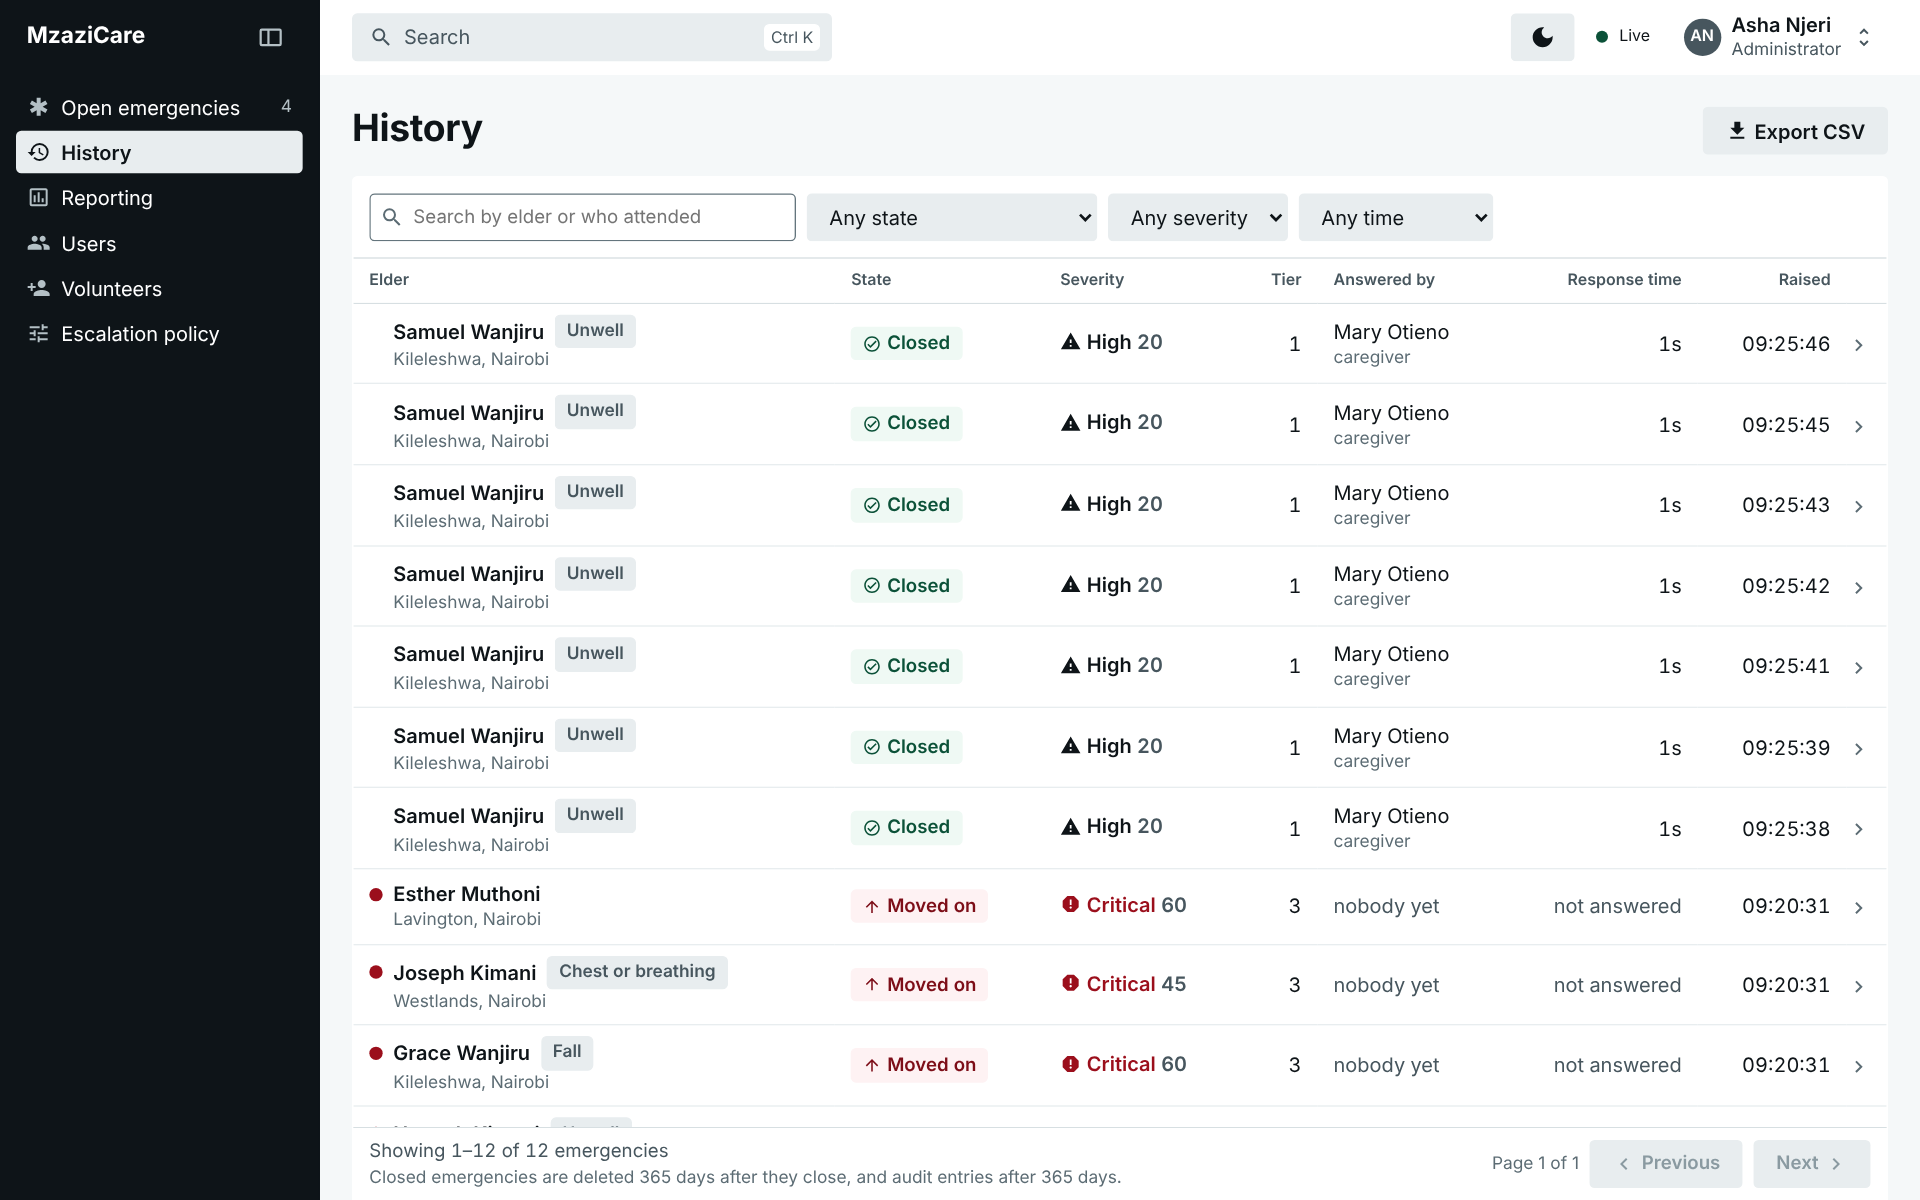 MzaziCare
Search
Ctrl K
Live
AN
Asha Njeri
Administrator
Open emergencies 4
History
Reporting
Users
Volunteers
Escalation policy
History
Export CSV
Search by elder or who attended
Any state
Any severity
Any time
Elder State Severity Tier Answered by Response time Raised
Samuel Wanjiru Unwell Closed High 20 1 Mary Otieno 1s 09:25:46
Kileleshwa, Nairobi caregiver
Samuel Wanjiru Unwell Closed High 20 1 Mary Otieno 1s 09:25:45
Kileleshwa, Nairobi caregiver
Samuel Wanjiru Unwell Closed High 20 1 Mary Otieno 1s 09:25:43
Kileleshwa, Nairobi caregiver
Samuel Wanjiru Unwell Closed High 20 1 Mary Otieno 1s 09:25:42
Kileleshwa, Nairobi caregiver
Samuel Wanjiru Unwell Closed High 20 1 Mary Otieno 1s 09:25:41
Kileleshwa, Nairobi caregiver
Samuel Wanjiru Unwell Closed High 20 1 Mary Otieno 1s 09:25:39
Kileleshwa, Nairobi caregiver
Samuel Wanjiru Unwell Closed High 20 1 Mary Otieno 1s 09:25:38
Kileleshwa, Nairobi caregiver
Esther Muthoni Moved on Critical 60 3 nobody yet not answered 09:20:31
Lavington, Nairobi
Joseph Kimani Chest or breathing Moved on Critical 45 3 nobody yet not answered 09:20:31
Westlands, Nairobi
Grace Wanjiru Fall Moved on Critical 60 3 nobody yet not answered 09:20:31
Kileleshwa, Nairobi
Showing 1–12 of 12 emergencies
Closed emergencies are deleted 365 days after they close, and audit entries after 365 days.
Page 1 of 1
Previous
Next